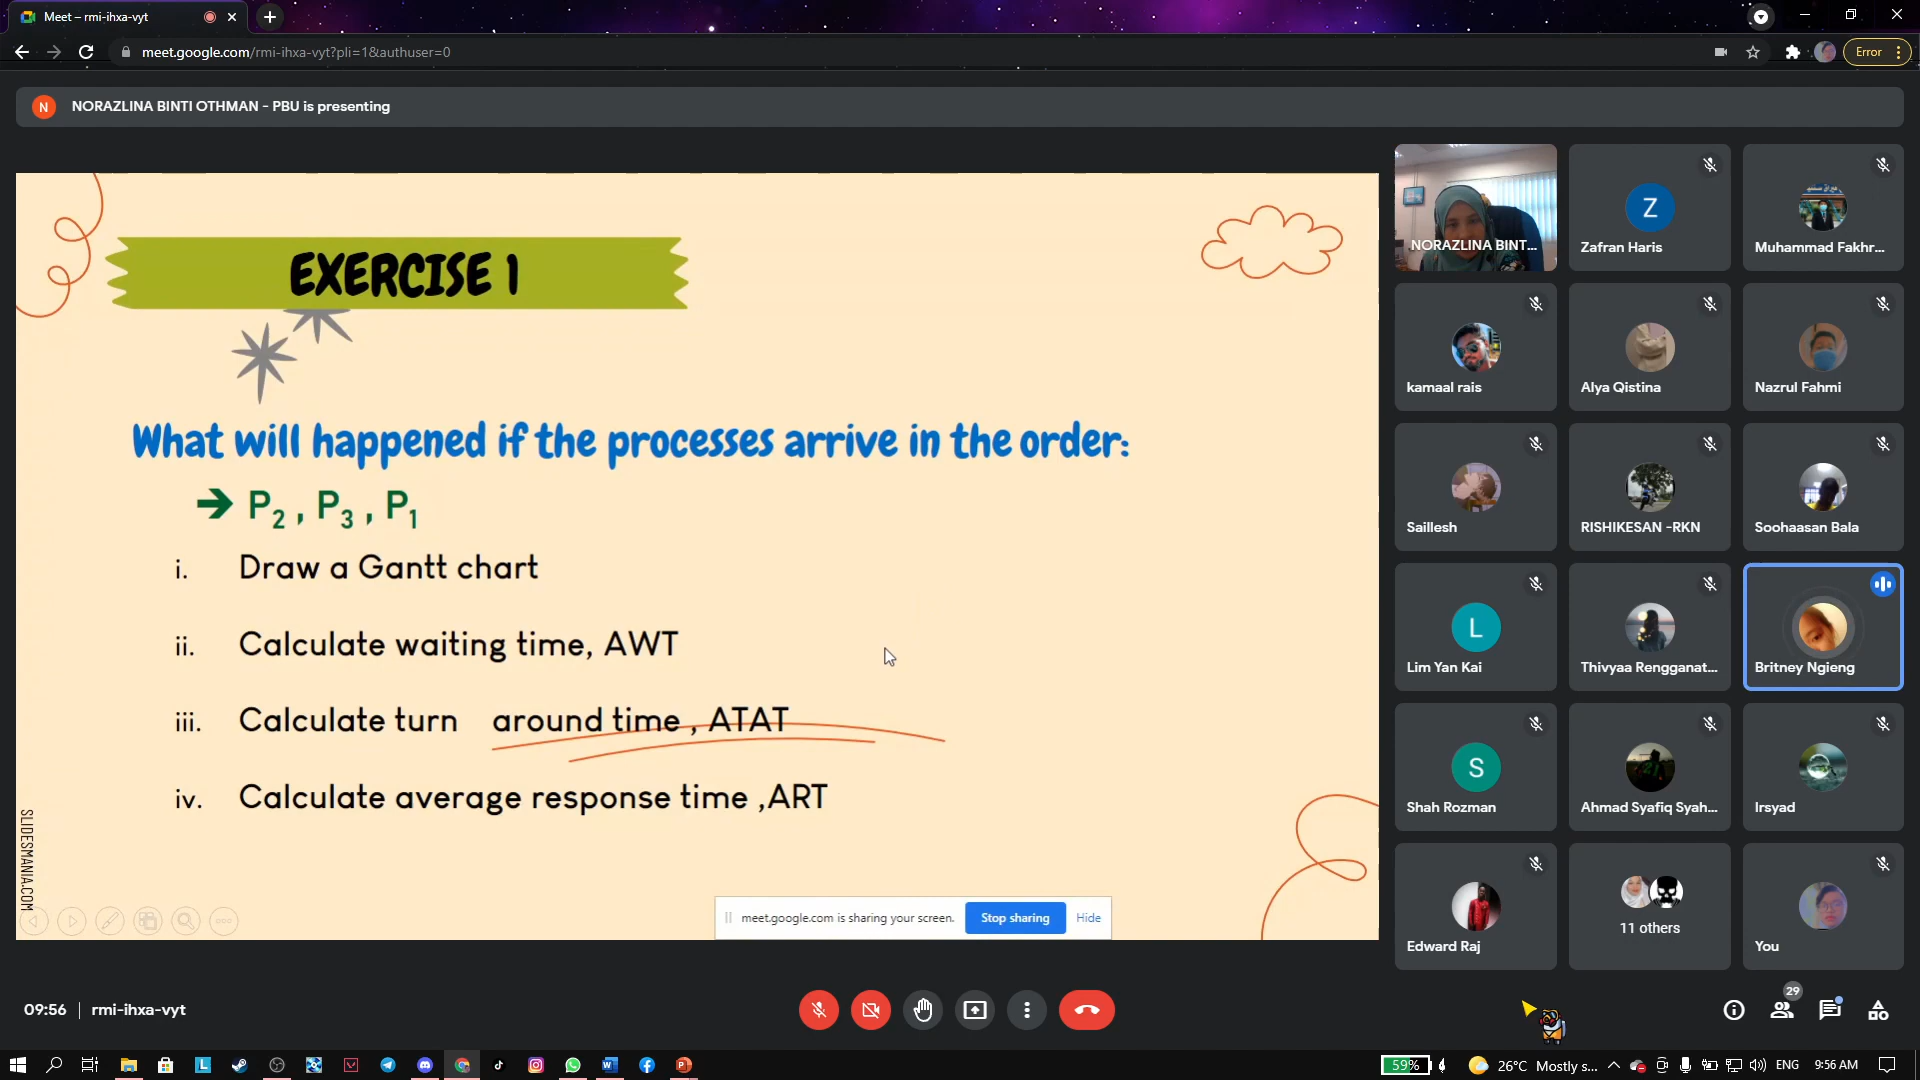 Meet – rmi-ihxa-vyt
meet.google.com/rmi-ihxa-vyt?pli=1&authuser=0
Error
N
NORAZLINA BINTI OTHMAN - PBU is presenting
EXERCISE 1
What will happened if the processes arrive in the order:
➔ P2 , P3 , P1
i. Draw a Gantt chart
ii. Calculate waiting time, AWT
iii. Calculate turn around time , ATAT
iv. Calculate average response time ,ART
SLIDESMANIA.COM
meet.google.com is sharing your screen.
Stop sharing
Hide
NORAZLINA BINT...
Z
Zafran Haris
Muhammad Fakhr...
kamaal rais
Alya Qistina
Nazrul Fahmi
Saillesh
RISHIKESAN -RKN
Soohaasan Bala
L
Lim Yan Kai
Thivyaa Rengganat...
Britney Ngieng
S
Shah Rozman
Ahmad Syafiq Syah...
Irsyad
Edward Raj
11 others
You
09:56 | rmi-ihxa-vyt
29
59%
26°C Mostly s...
ENG
9:56 AM